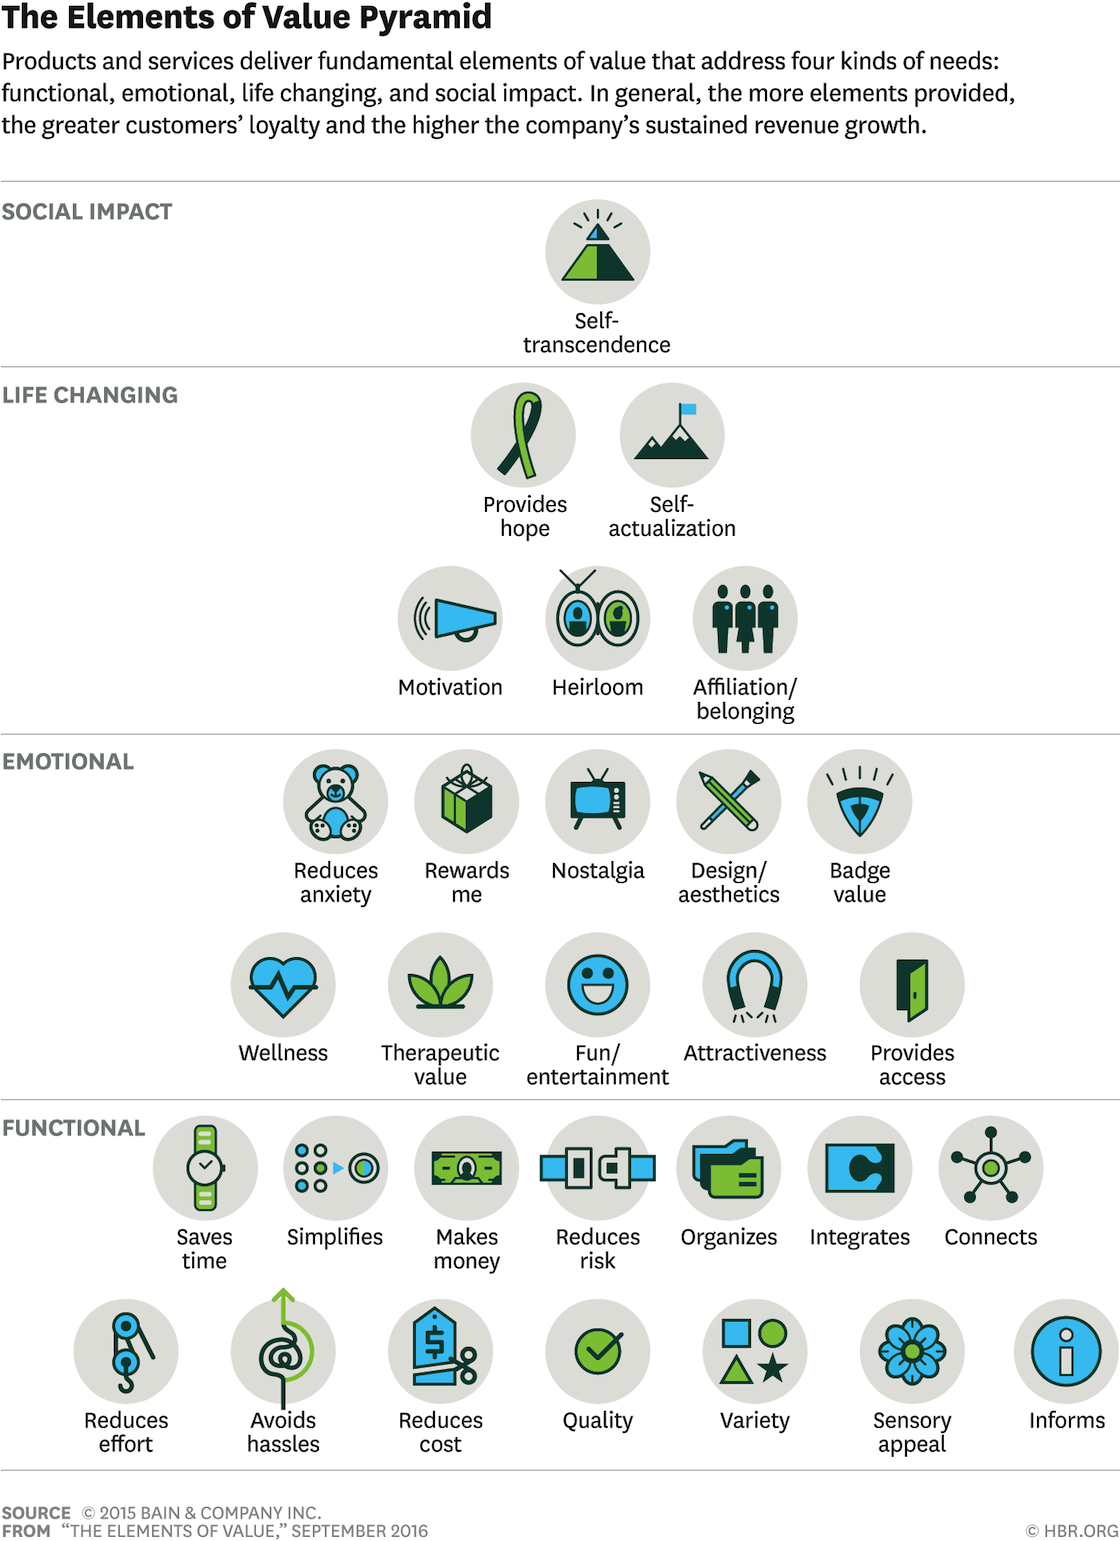 The Elements of Value Pyramid
Products and services deliver fundamental elements of value that address four kinds of needs:
functional, emotional, life changing, and social impact. In general, the more elements provided,
the greater customers’ loyalty and the higher the company’s sustained revenue growth.
SOCIAL IMPACT
Self-
transcendence
LIFE CHANGING
Provides
hope
Self-
actualization
Motivation
Heirloom
Affiliation/
belonging
EMOTIONAL
Reduces
anxiety
Rewards
me
Nostalgia
Design/
aesthetics
Badge
value
Wellness
Therapeutic
value
Fun/
entertainment
Attractiveness
Provides
access
FUNCTIONAL
Saves
time
Simplifies
Makes
money
Reduces
risk
Organizes
Integrates
Connects
Reduces
effort
Avoids
hassles
$
Reduces
cost
Quality
Variety
Sensory
appeal
i
Informs
SOURCE © 2015 BAIN & COMPANY INC.
FROM “THE ELEMENTS OF VALUE,” SEPTEMBER 2016
© HBR.ORG